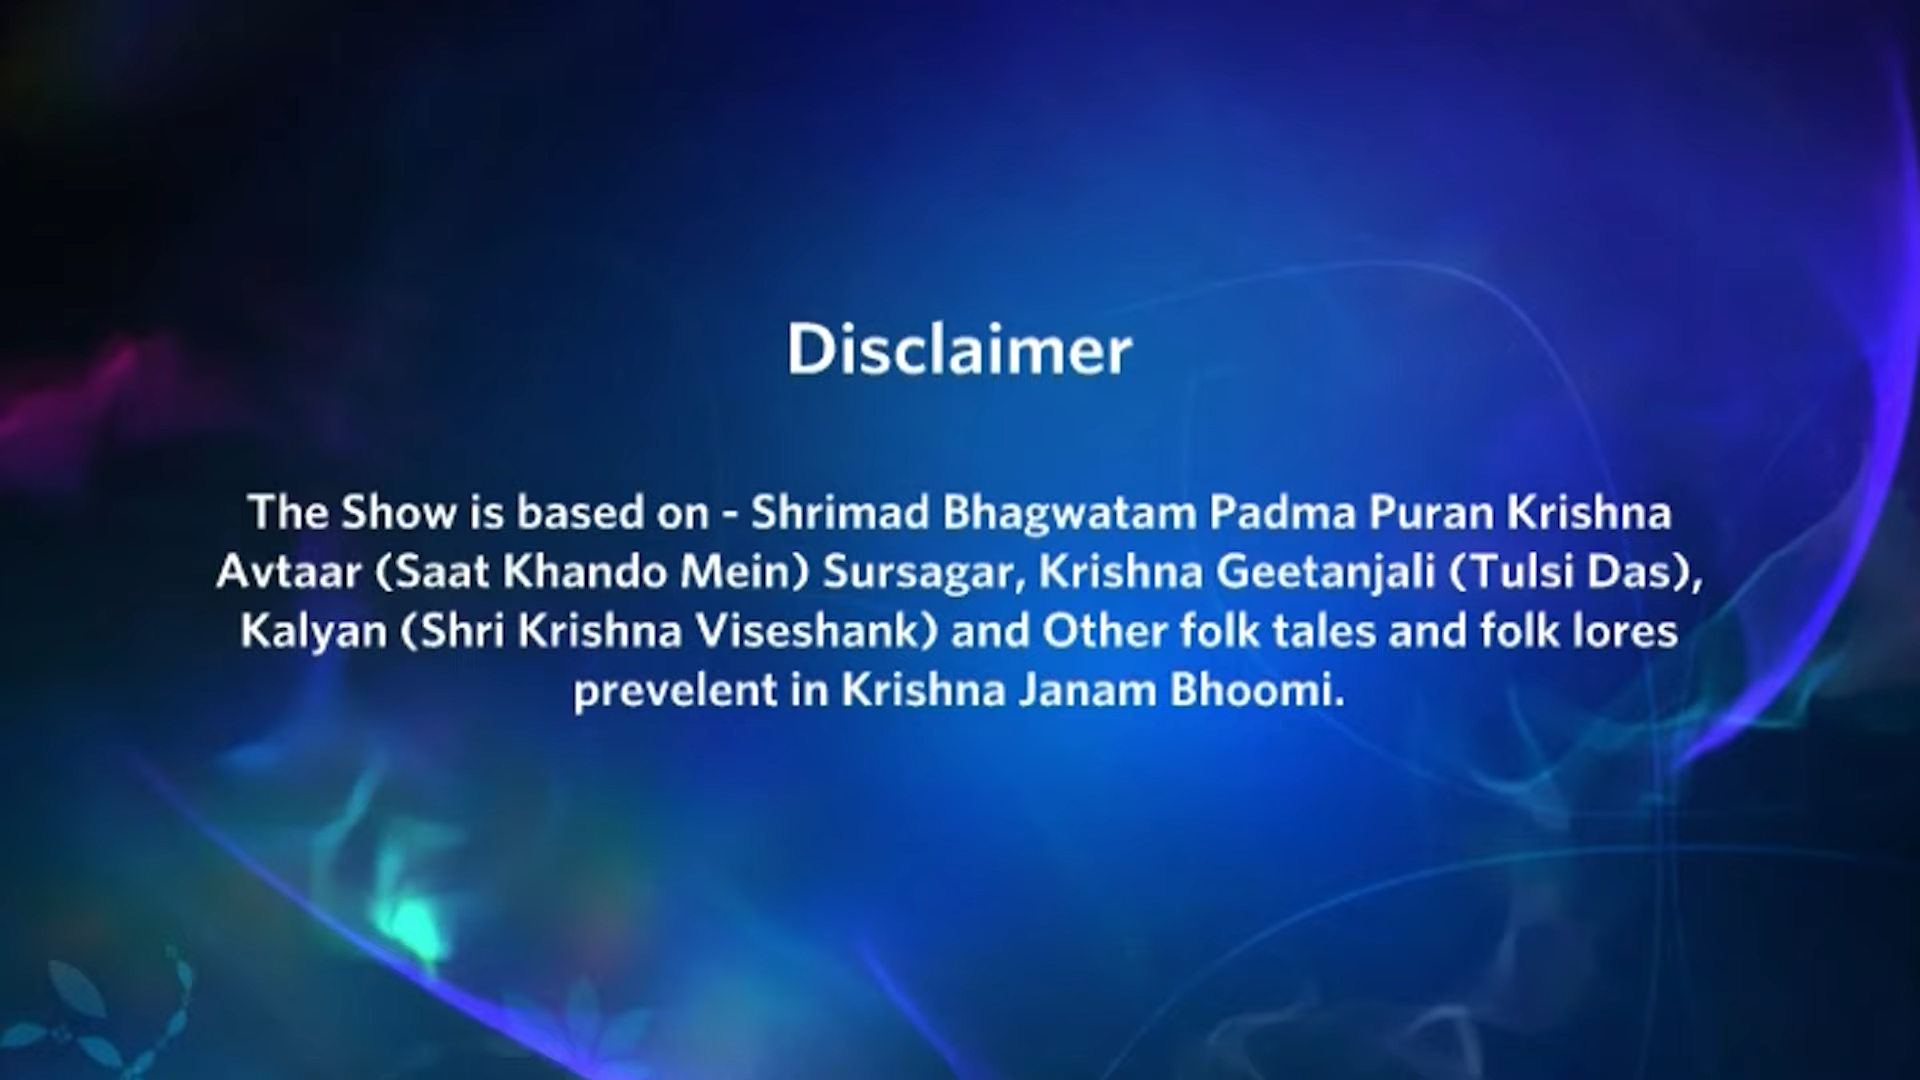 Disclaimer
The Show is based on - Shrimad Bhagwatam Padma Puran Krishna
Avtaar (Saat Khando Mein) Sursagar, Krishna Geetanjali (Tulsi Das),
Kalyan (Shri Krishna Viseshank) and Other folk tales and folk lores
prevelent in Krishna Janam Bhoomi.